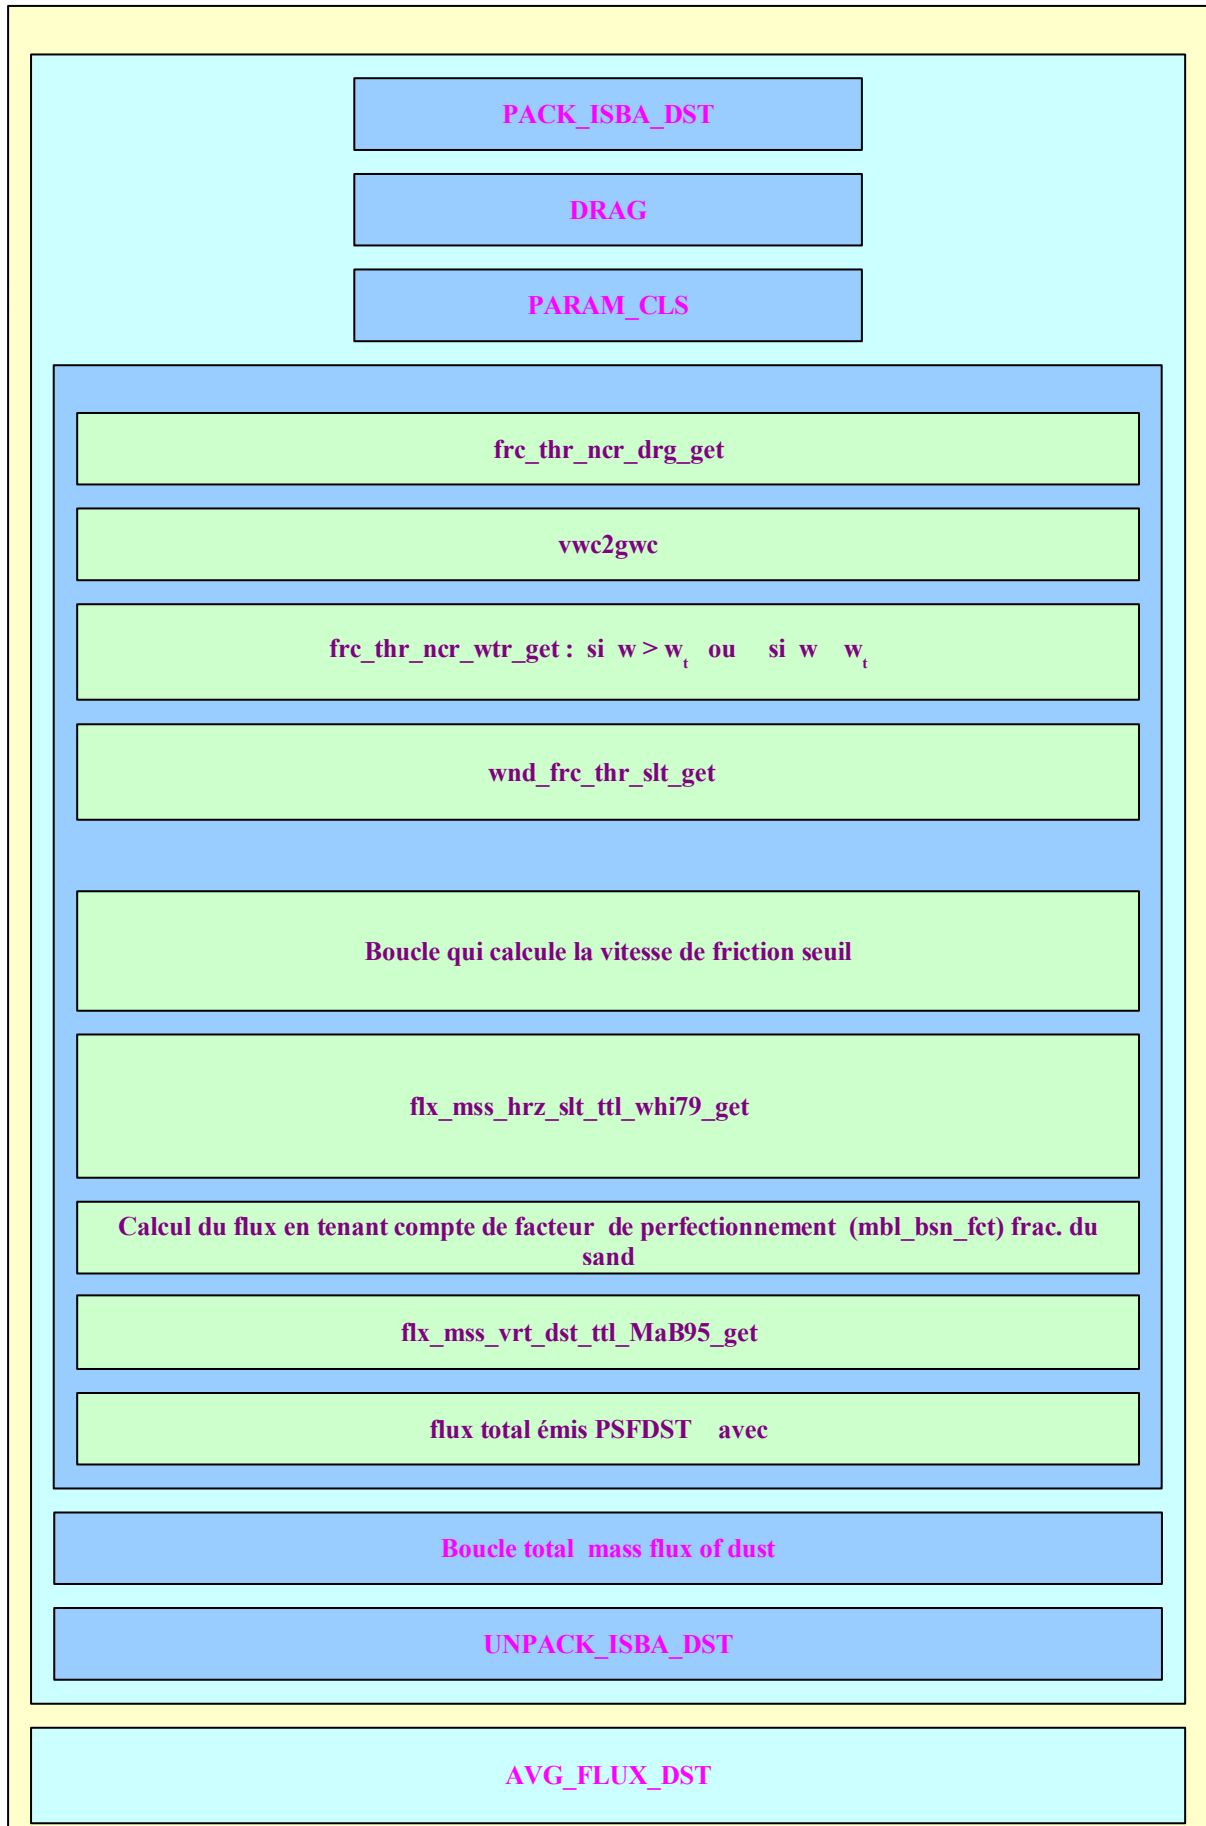 PACK_ISBA_DST
DRAG
PARAM_CLS
frc_thr_ncr_drg_get
vwc2gwc
frc_thr_ncr_wtr_get : si w > wt ou si w wt
wnd_frc_thr_slt_get
Boucle qui calcule la vitesse de friction seuil
flx_mss_hrz_slt_ttl_whi79_get
Calcul du flux en tenant compte de facteur de perfectionnement (mbl_bsn_fct) frac. du
sand
flx_mss_vrt_dst_ttl_MaB95_get
flux total émis PSFDST avec
Boucle total mass flux of dust
UNPACK_ISBA_DST
AVG_FLUX_DST